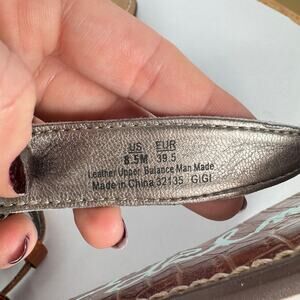 US EUR
8.5M 39.5
Leather Upper Balance Man Made
Made in China 32135 GIGI